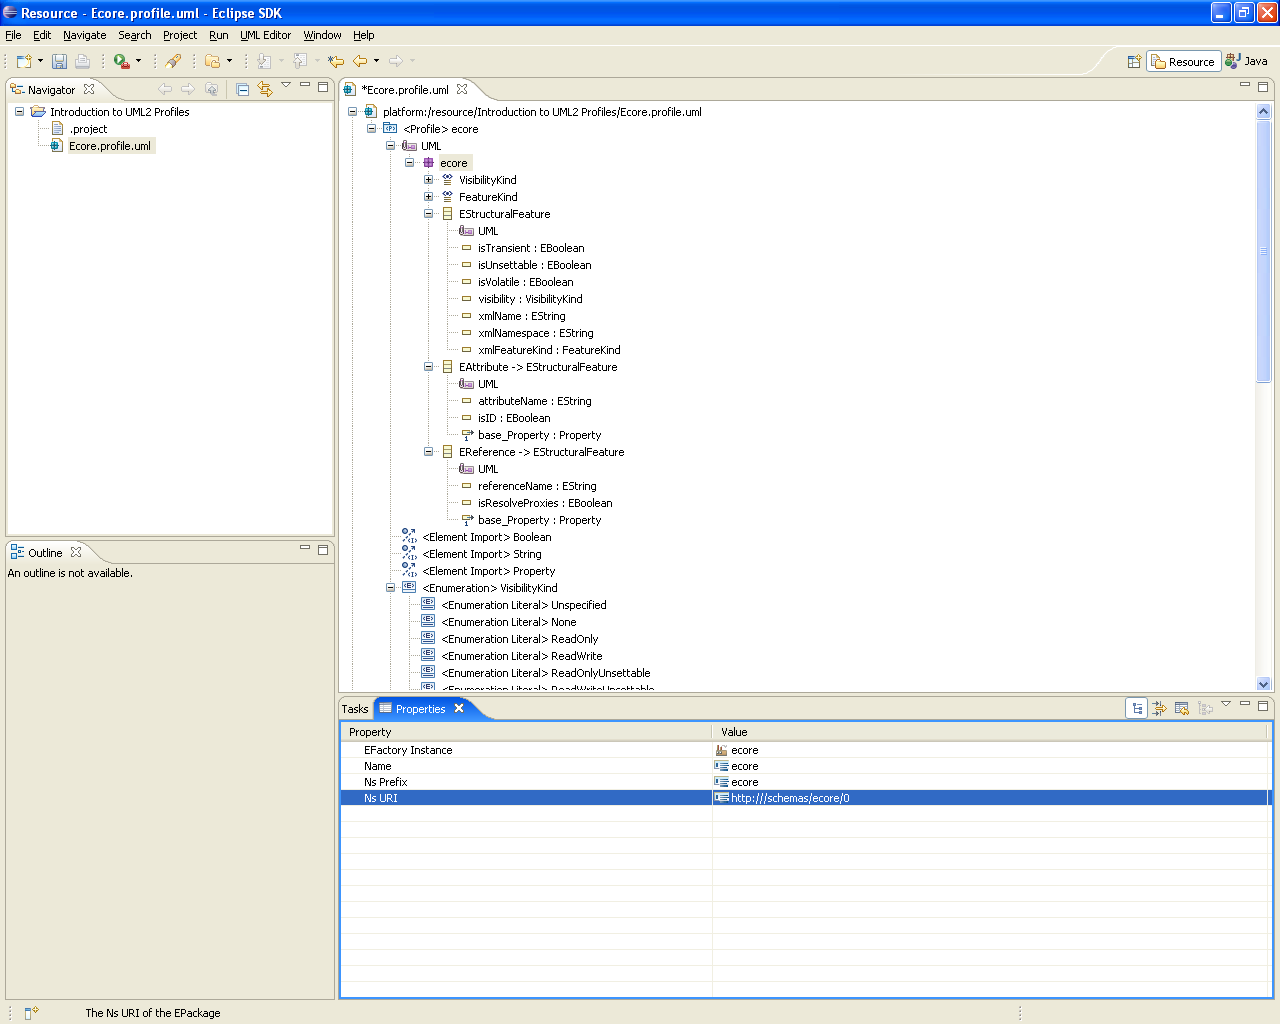 Resource - Ecore.profile.uml - Eclipse SDK
File Edit Navigate Search Project Run UML Editor Window Help
Resource Java
Navigator
Introduction to UML2 Profiles
.project
Ecore.profile.uml
*Ecore.profile.uml
platform:/resource/Introduction to UML2 Profiles/Ecore.profile.uml
<Profile> ecore
UML
ecore
VisibilityKind
FeatureKind
EStructuralFeature
UML
isTransient : EBoolean
isUnsettable : EBoolean
isVolatile : EBoolean
visibility : VisibilityKind
xmlName : EString
xmlNamespace : EString
xmlFeatureKind : FeatureKind
EAttribute -> EStructuralFeature
UML
attributeName : EString
isID : EBoolean
base_Property : Property
EReference -> EStructuralFeature
UML
referenceName : EString
isResolveProxies : EBoolean
base_Property : Property
<Element Import> Boolean
<Element Import> String
<Element Import> Property
<Enumeration> VisibilityKind
<Enumeration Literal> Unspecified
<Enumeration Literal> None
<Enumeration Literal> ReadOnly
<Enumeration Literal> ReadWrite
<Enumeration Literal> ReadOnlyUnsettable
<Enumeration Literal> ReadWriteUnsettable
Outline
An outline is not available.
Tasks Properties
Property Value
EFactory Instance ecore
Name ecore
Ns Prefix ecore
Ns URI http:///schemas/ecore/0
The Ns URI of the EPackage